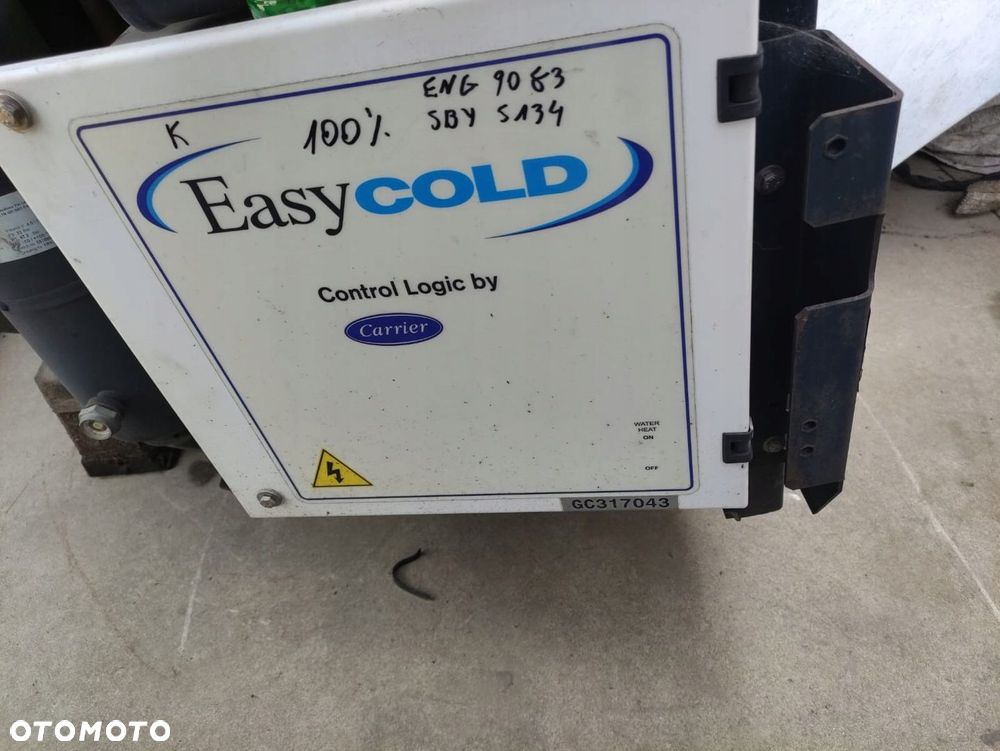 ENG 9083
K 100% SBY 5134
EasyCOLD
Control Logic by
Carrier
WATER
HEAT
ON
OFF
GC317043
OTOMOTO